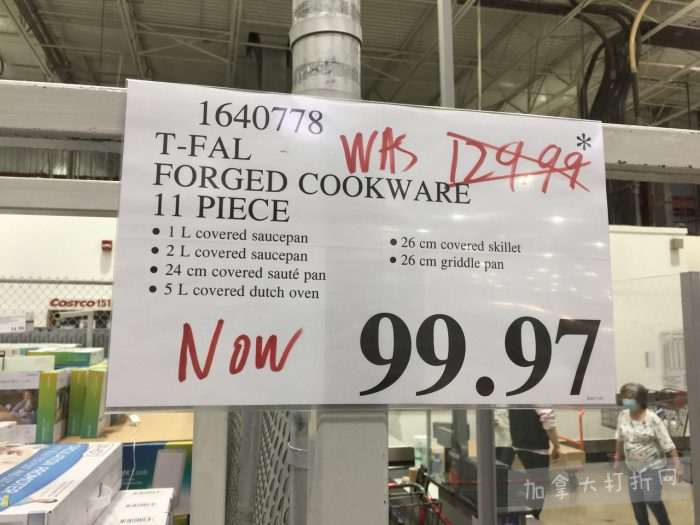 1640778
T-FAL WAS 129.99 *
FORGED COOKWARE
11 PIECE
• 1 L covered saucepan
• 2 L covered saucepan
• 24 cm covered sauté pan
• 5 L covered dutch oven
• 26 cm covered skillet
• 26 cm griddle pan
NOW 99.97
Costco 151
加拿大打折网